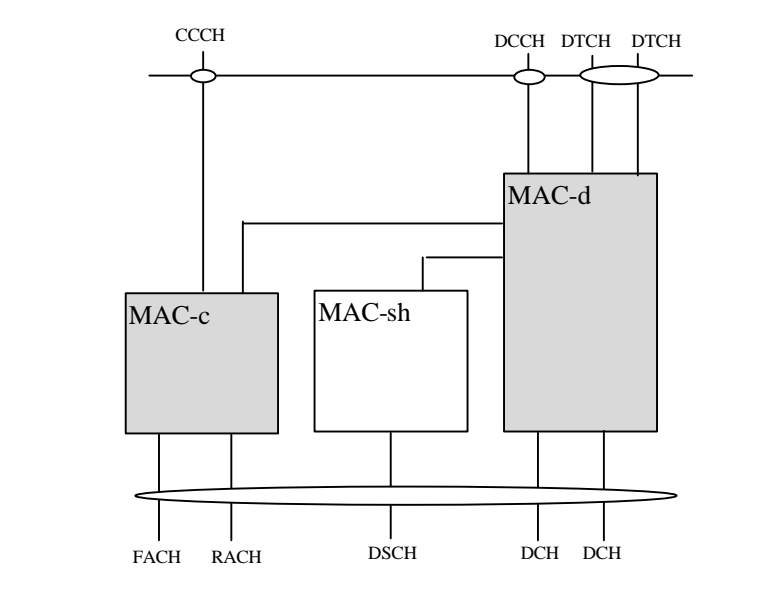 CCCH
DCCH DTCH DTCH
MAC-d
MAC-c
MAC-sh
FACH RACH DSCH DCH DCH